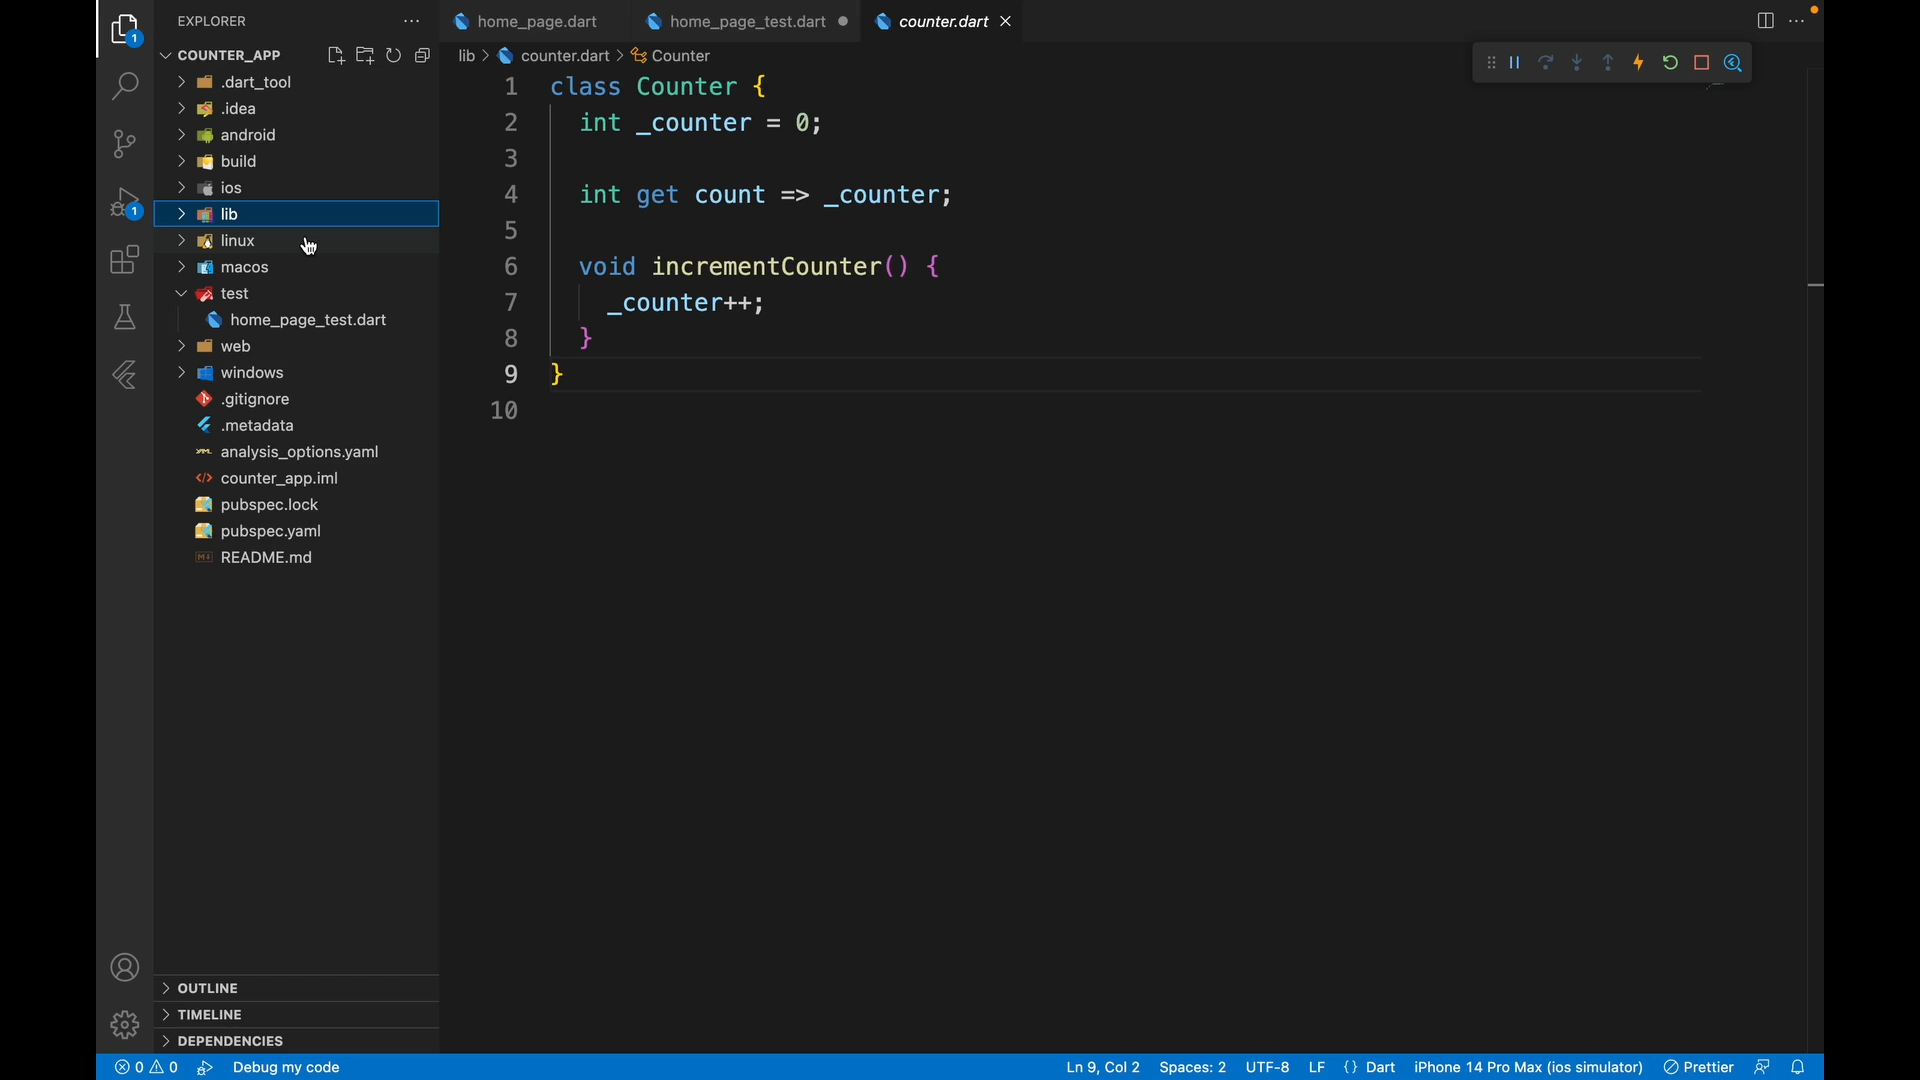 EXPLORER
COUNTER_APP
.dart_tool
.idea
android
build
ios
lib
linux
macos
test
home_page_test.dart
web
windows
.gitignore
.metadata
analysis_options.yaml
counter_app.iml
pubspec.lock
pubspec.yaml
README.md
OUTLINE
TIMELINE
DEPENDENCIES
home_page.dart
home_page_test.dart
counter.dart
lib > counter.dart > Counter
1 class Counter {
2 int _counter = 0;
3
4 int get count => _counter;
5
6 void incrementCounter() {
7 _counter++;
8 }
9 }
10
1
1
0 0 Debug my code
Ln 9, Col 2 Spaces: 2 UTF-8 LF {} Dart iPhone 14 Pro Max (ios simulator) Prettier